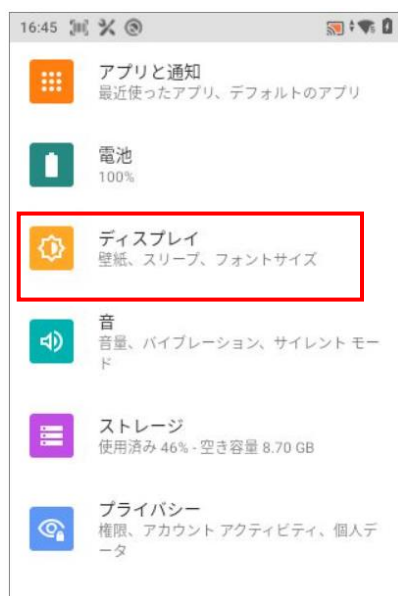 16:45
アプリと通知
最近使ったアプリ、デフォルトのアプリ
電池
100%
ディスプレイ
壁紙、スリープ、フォントサイズ
音
音量、バイブレーション、サイレント モー
ド
ストレージ
使用済み 46% - 空き容量 8.70 GB
プライバシー
権限、アカウント アクティビティ、個人デ
ータ